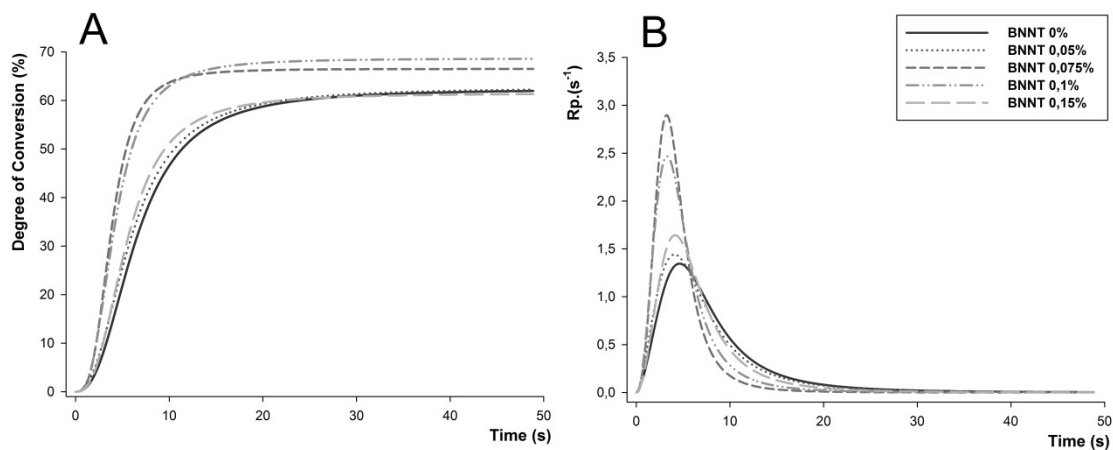 A
Degree of Conversion (%)
70
60
50
40
30
20
10
0
0 10 20 30 40 50
Time (s)
B
Rp.(s⁻¹)
3,5
3,0
2,5
2,0
1,5
1,0
0,5
0,0
0 10 20 30 40 50
Time (s)
BNNT 0%
BNNT 0,05%
BNNT 0,075%
BNNT 0,1%
BNNT 0,15%